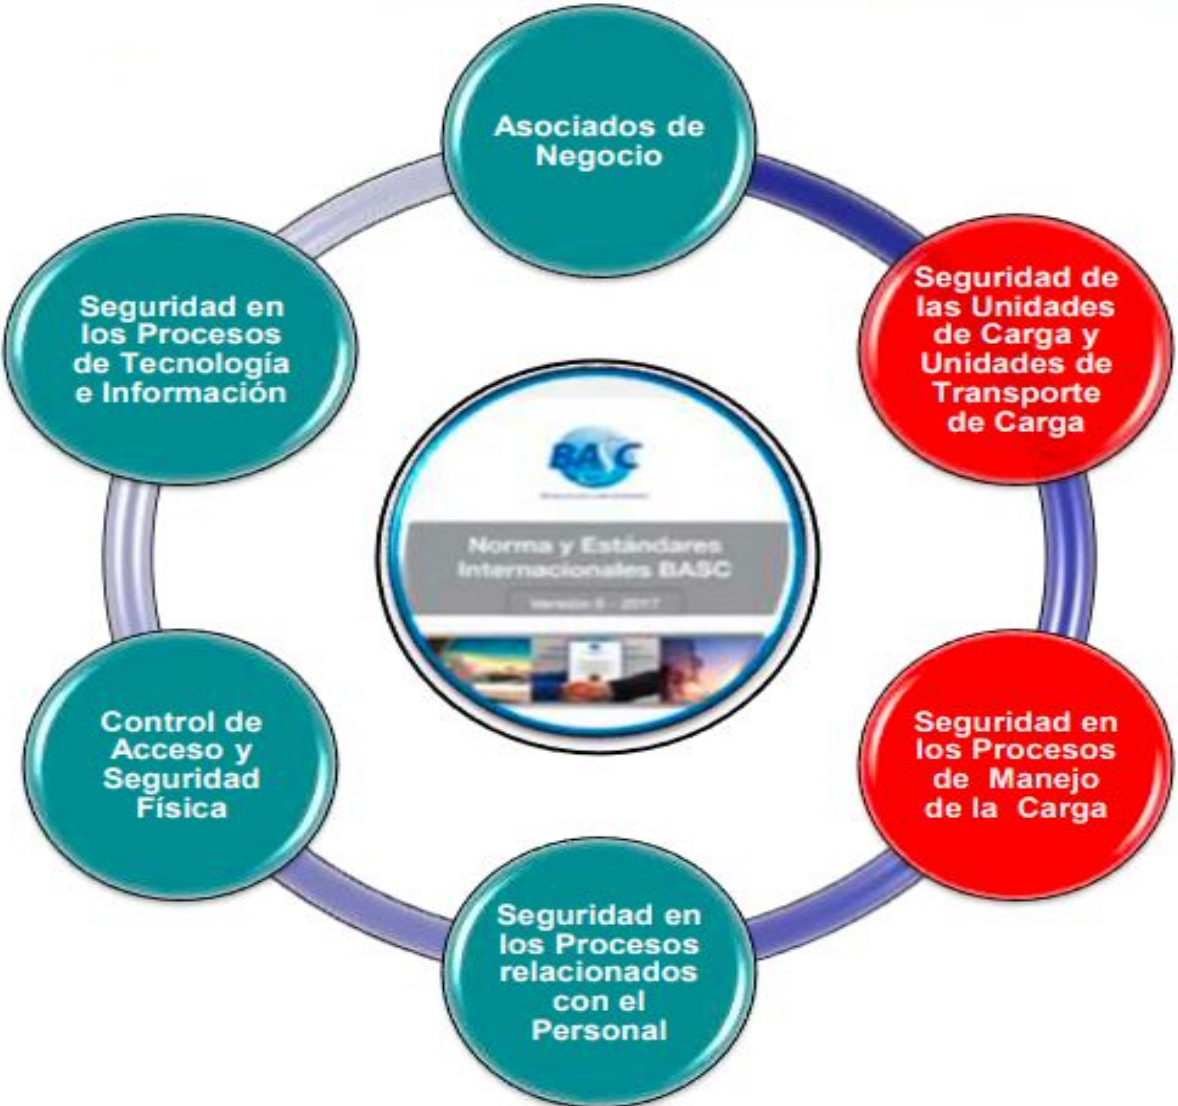 Asociados de
Negocio
Seguridad de
las Unidades
de Carga y
Unidades de
Transporte
de Carga
Seguridad en
los Procesos
de Manejo
de la Carga
Seguridad en
los Procesos
relacionados
con el
Personal
Control de
Acceso y
Seguridad
Física
Seguridad en
los Procesos
de Tecnología
e Información
BASC
Norma y Estándares
Internacionales BASC
2017